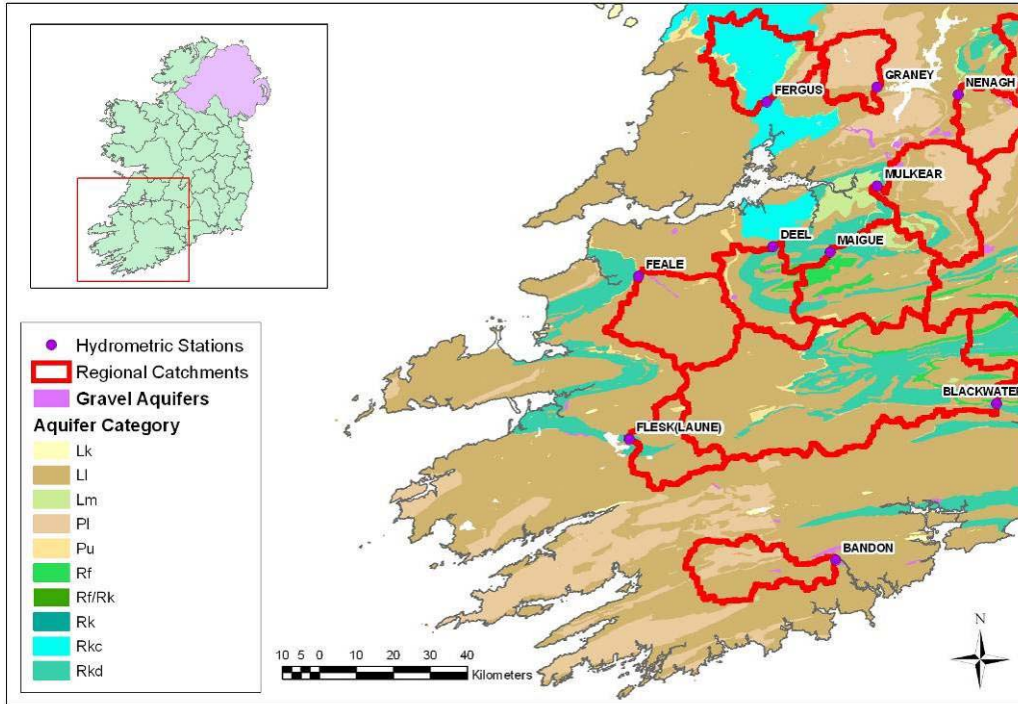 FERGUS
GRANEY
NENAGH
MULKEAR
DEEL
MAIGUE
FEALE
BLACKWATER
FLESK(LAUNE)
BANDON
Hydrometric Stations
Regional Catchments
Gravel Aquifers
Aquifer Category
Lk
Ll
Lm
Pl
Pu
Rf
Rf/Rk
Rk
Rkc
Rkd
10 5 0 10 20 30 40
Kilometers
N